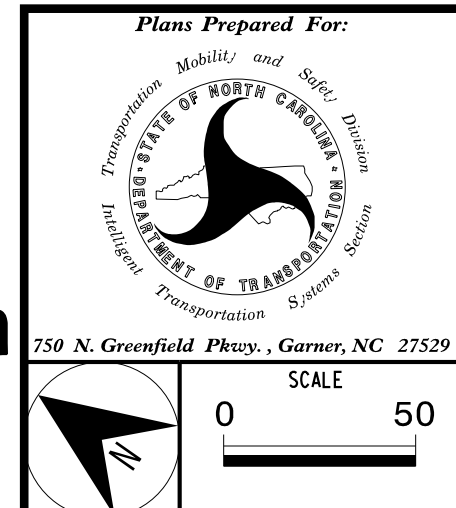 Plans Prepared For:
Transportation Mobility and Safety Division
STATE OF NORTH CAROLINA
DEPARTMENT OF TRANSPORTATION
Intelligent Transportation Systems Section
750 N. Greenfield Pkwy. , Garner, NC 27529
SCALE
0 50
N